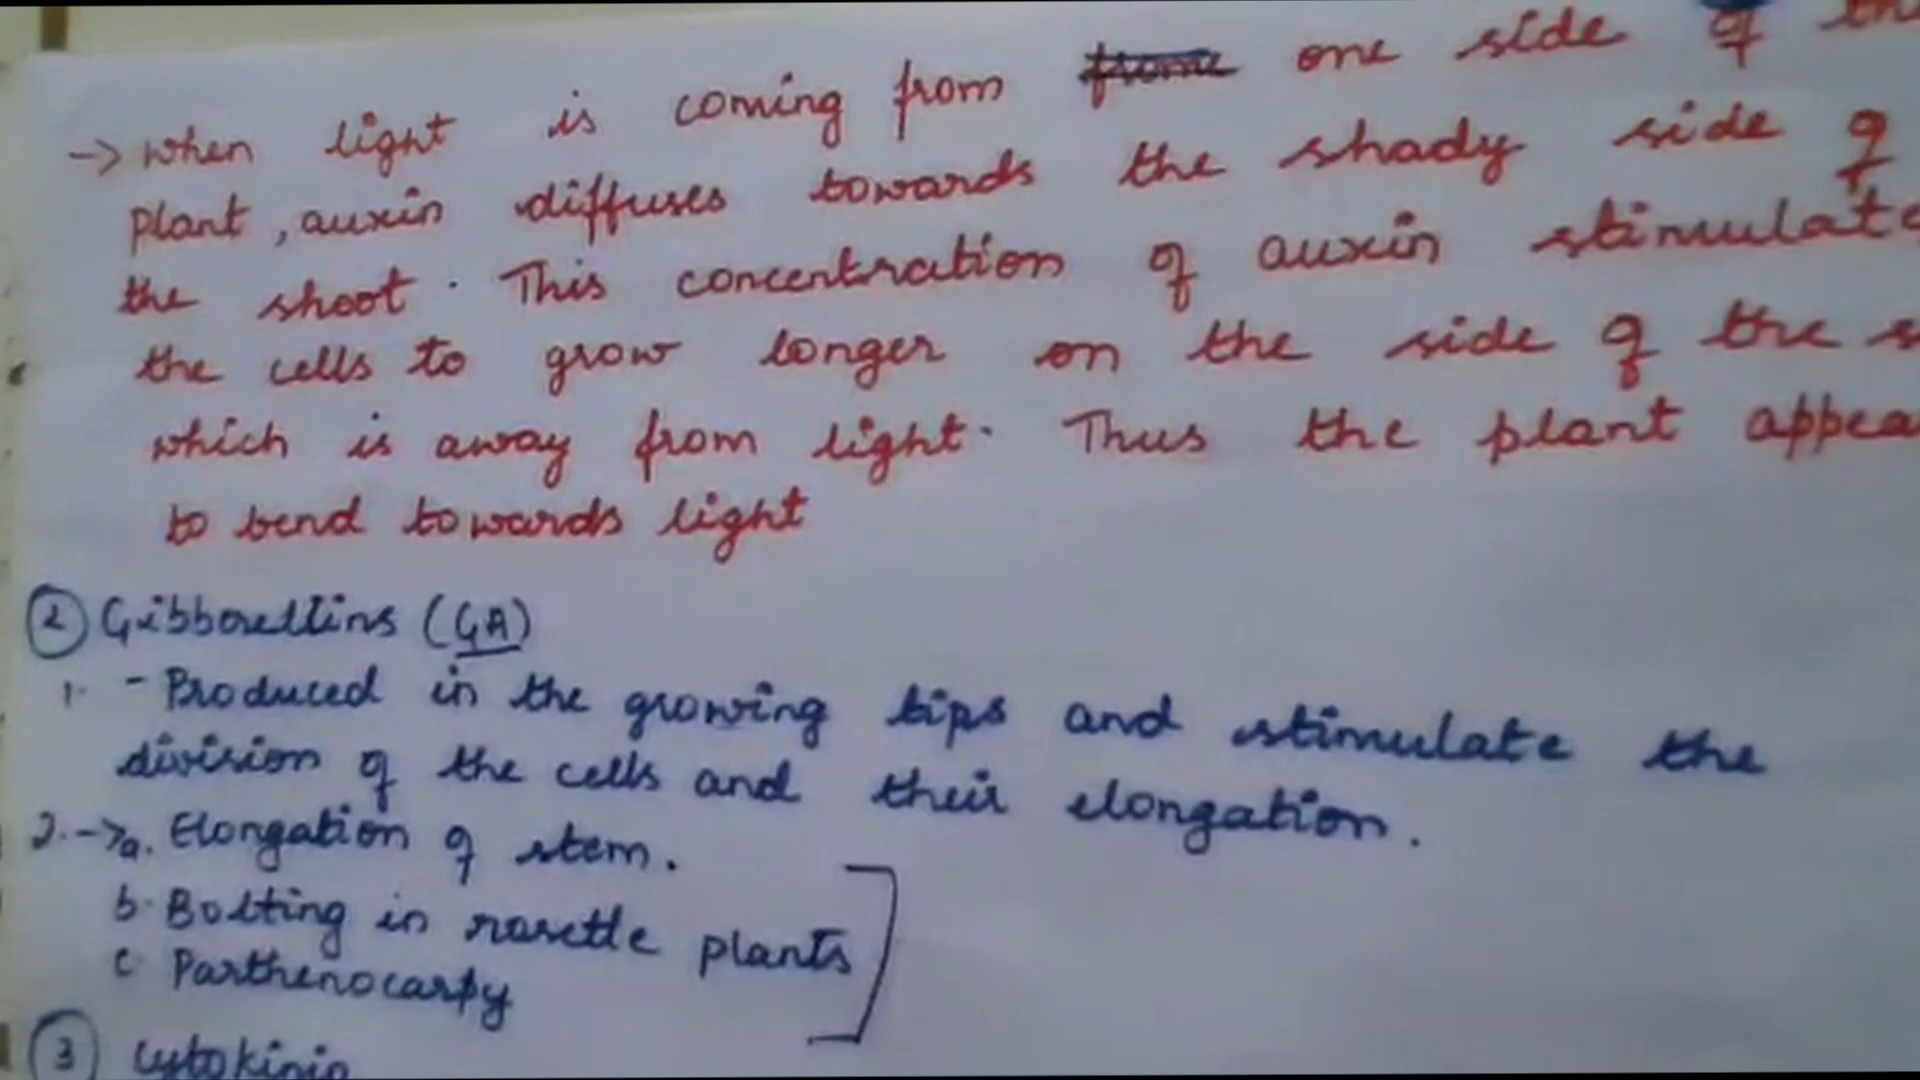 -> when light is coming from one side of
plant, auxin diffuses towards the shady side of
the shoot. This concentration of auxin stimulate
the cells to grow longer on the side of the
which is away from light. Thus the plant appea
to bend towards light
2 Gibberellins (GA)
1. - Produced in the growing tips and stimulate the
division of the cells and their elongation.
2. -> a. Elongation of stem.
b. Bolting in rosette plants
c Parthenocarpy
3 Cytokinin